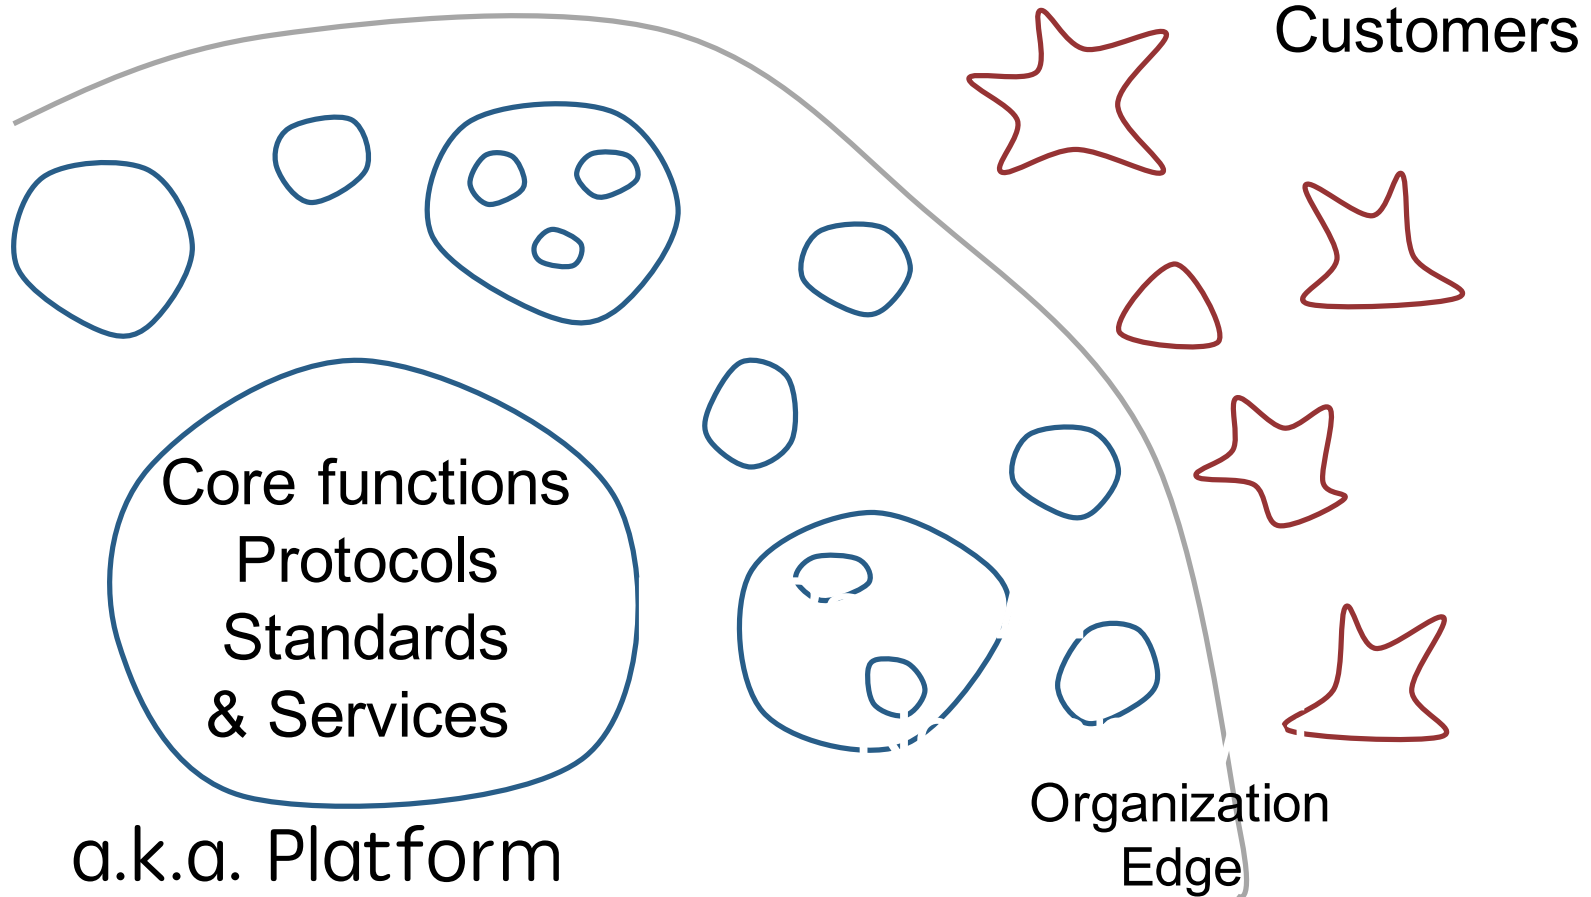 Customers
Core functions
Protocols
Standards
& Services
a.k.a. Platform
Organization
Edge